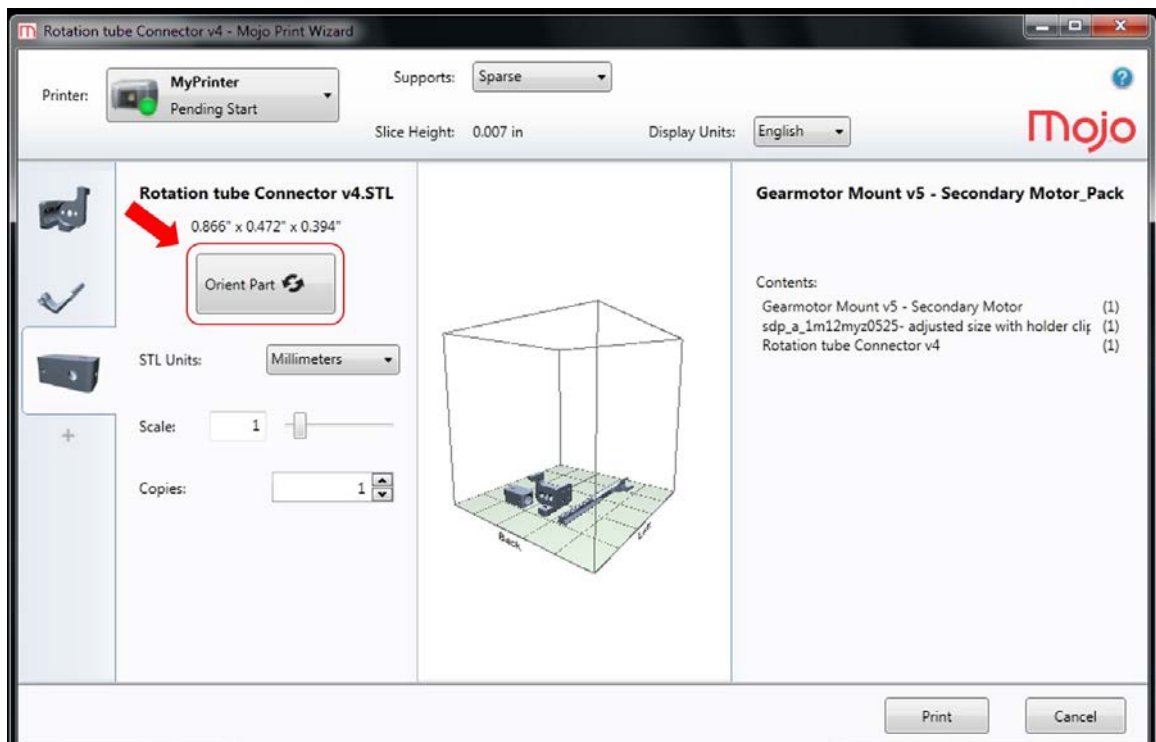 Rotation tube Connector v4 - Mojo Print Wizard
Printer:
MyPrinter
Pending Start
Supports: Sparse
Slice Height: 0.007 in
Display Units: English
?
mojo
Rotation tube Connector v4.STL
0.866" x 0.472" x 0.394"
Orient Part
STL Units: Millimeters
Scale: 1
Copies: 1
+
Back
Gearmotor Mount v5 - Secondary Motor_Pack
Contents:
Gearmotor Mount v5 - Secondary Motor (1)
sdp_a_1m12myz0525- adjusted size with holder clip (1)
Rotation tube Connector v4 (1)
Print
Cancel